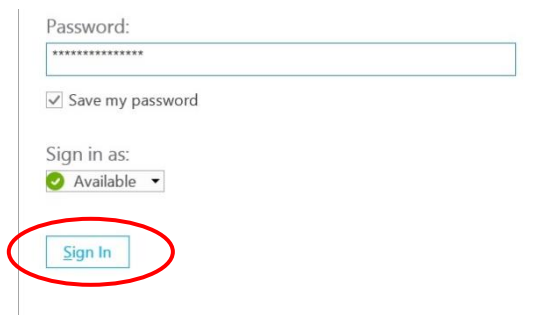 Password:
***************
Save my password
Sign in as:
Available
Sign In